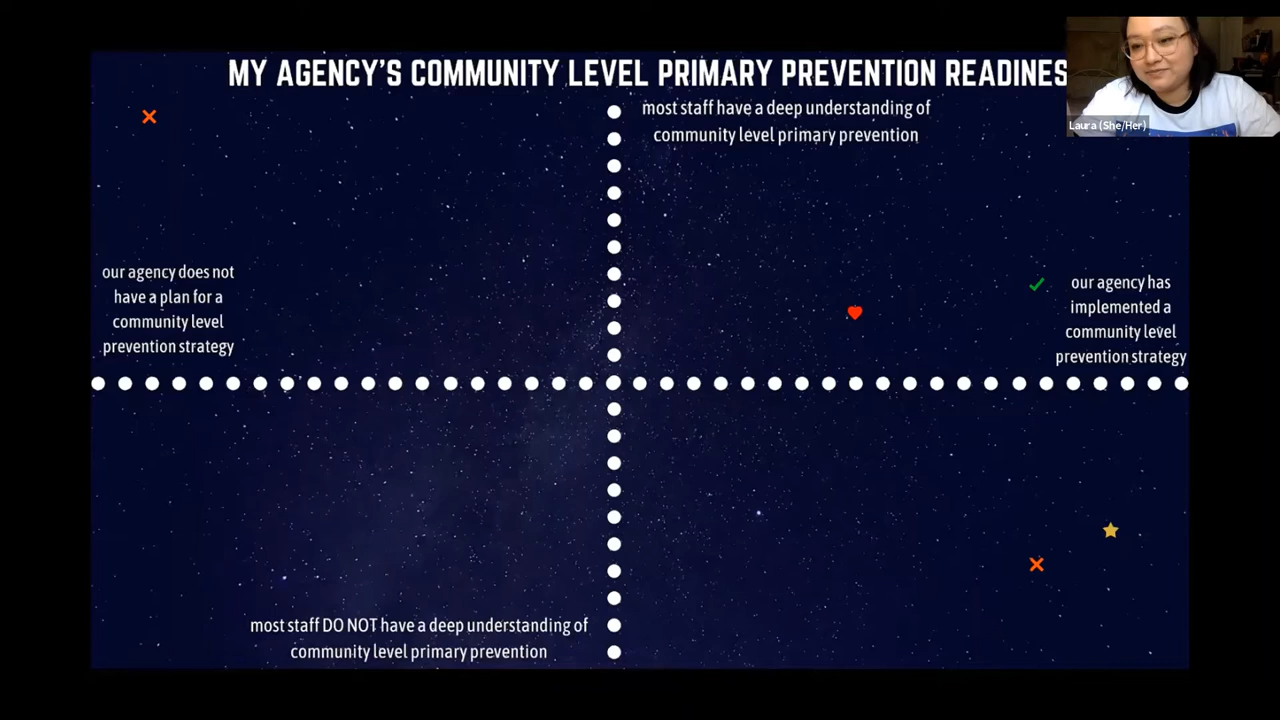 MY AGENCY'S COMMUNITY LEVEL PRIMARY PREVENTION READINES
most staff have a deep understanding of
community level primary prevention
Laura (She/Her)
our agency does not
have a plan for a
community level
prevention strategy
our agency has
implemented a
community level
prevention strategy
most staff DO NOT have a deep understanding of
community level primary prevention